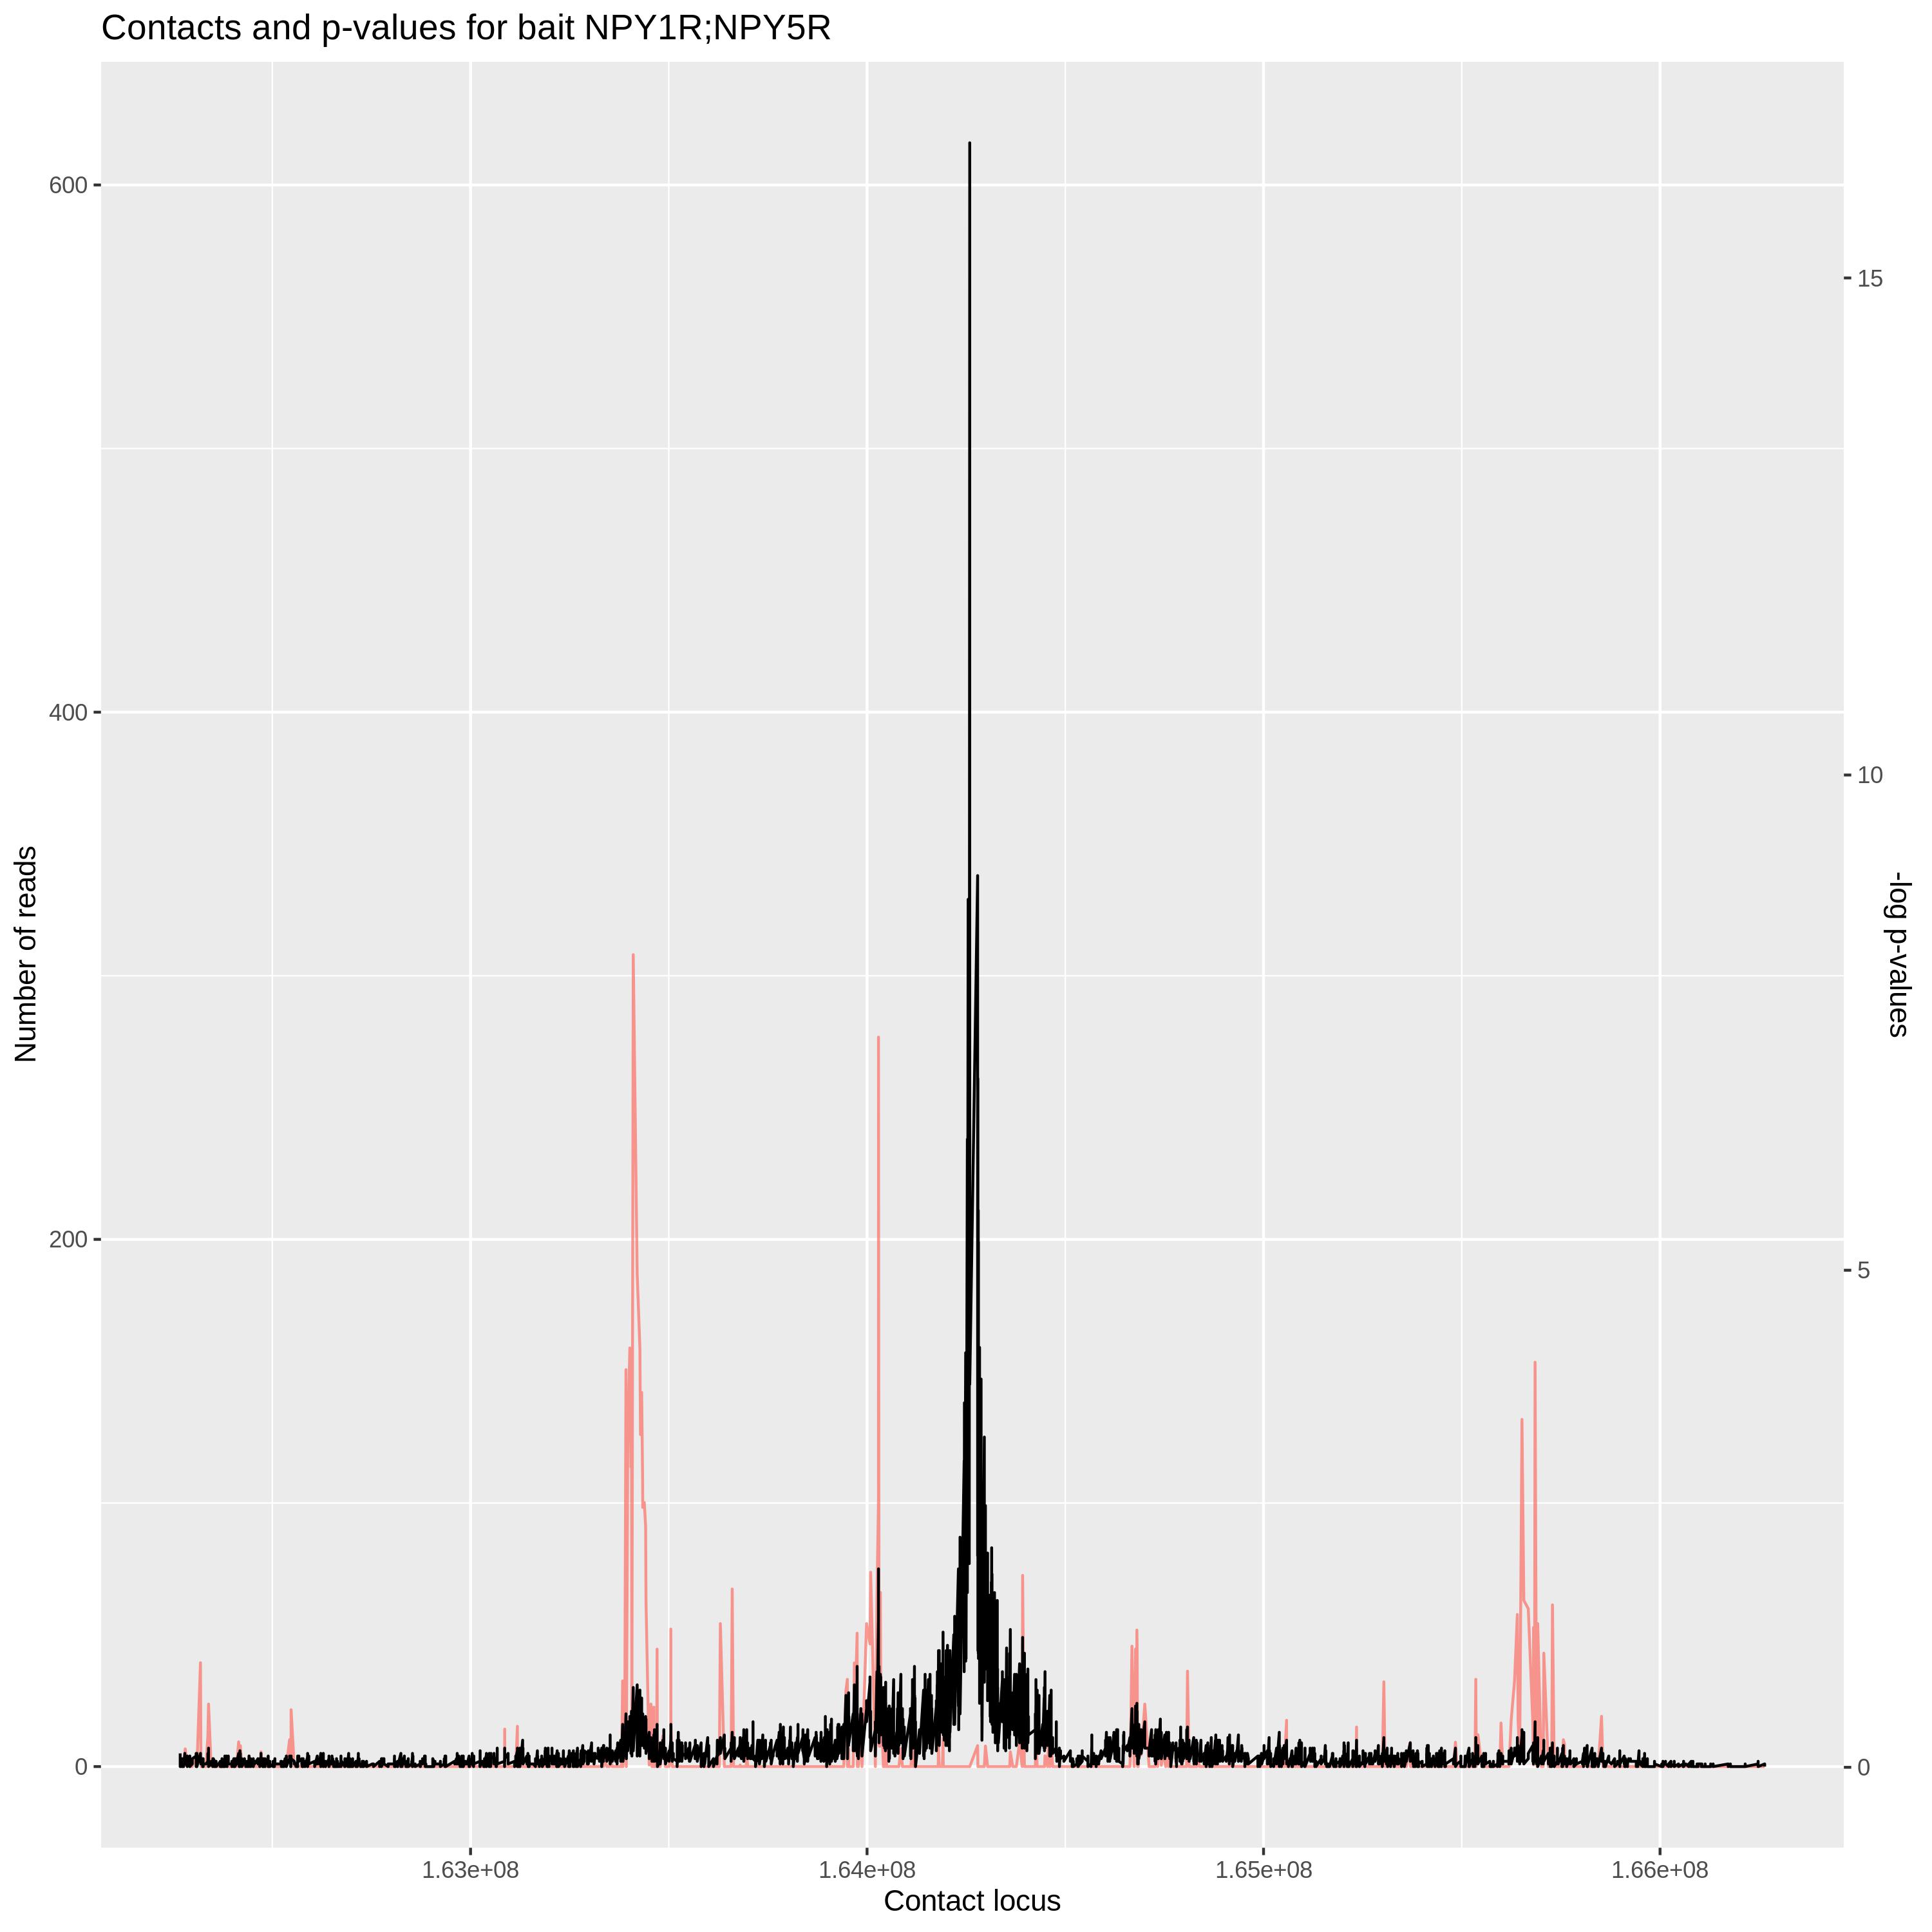 Contacts and p-values for bait NPY1R;NPY5R
600
400
200
0
Number of reads
15
10
5
0
-log p-values
1.63e+08
1.64e+08
1.65e+08
1.66e+08
Contact locus